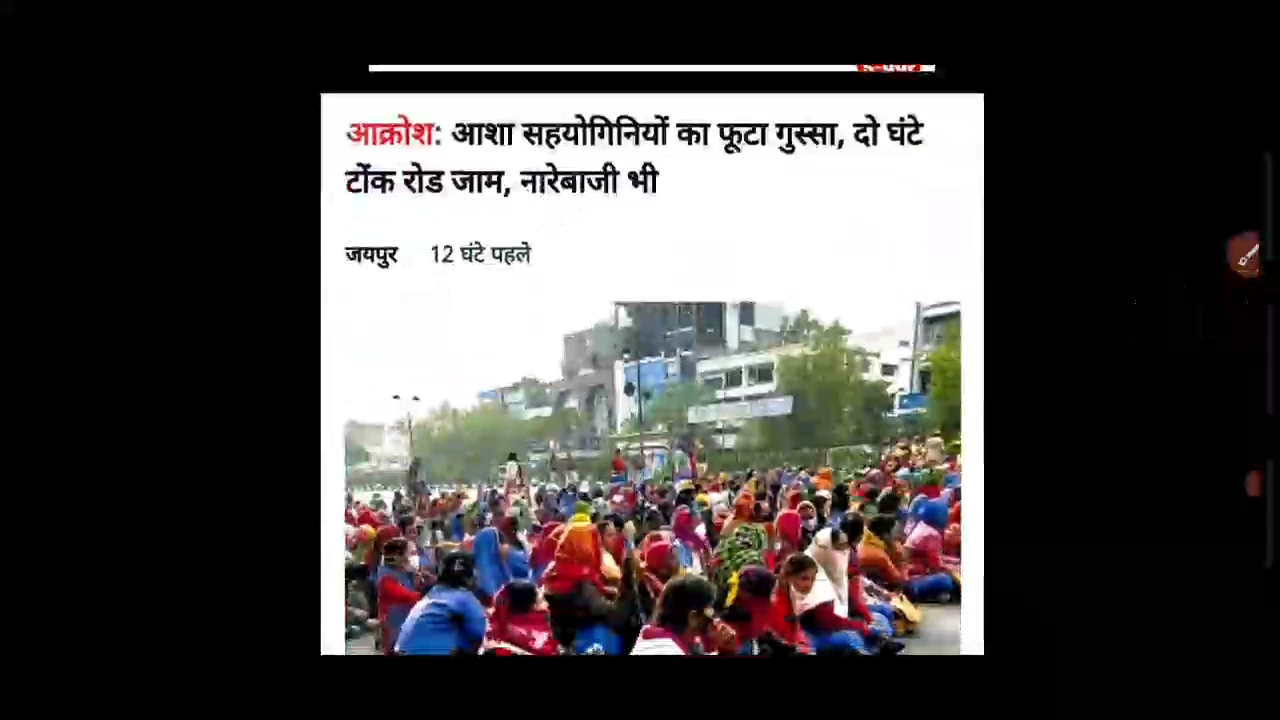 आक्रोश: आशा सहयोगिनियों का फूटा गुस्सा, दो घंटे
टोंक रोड जाम, नारेबाजी भी
जयपुर 12 घंटे पहले